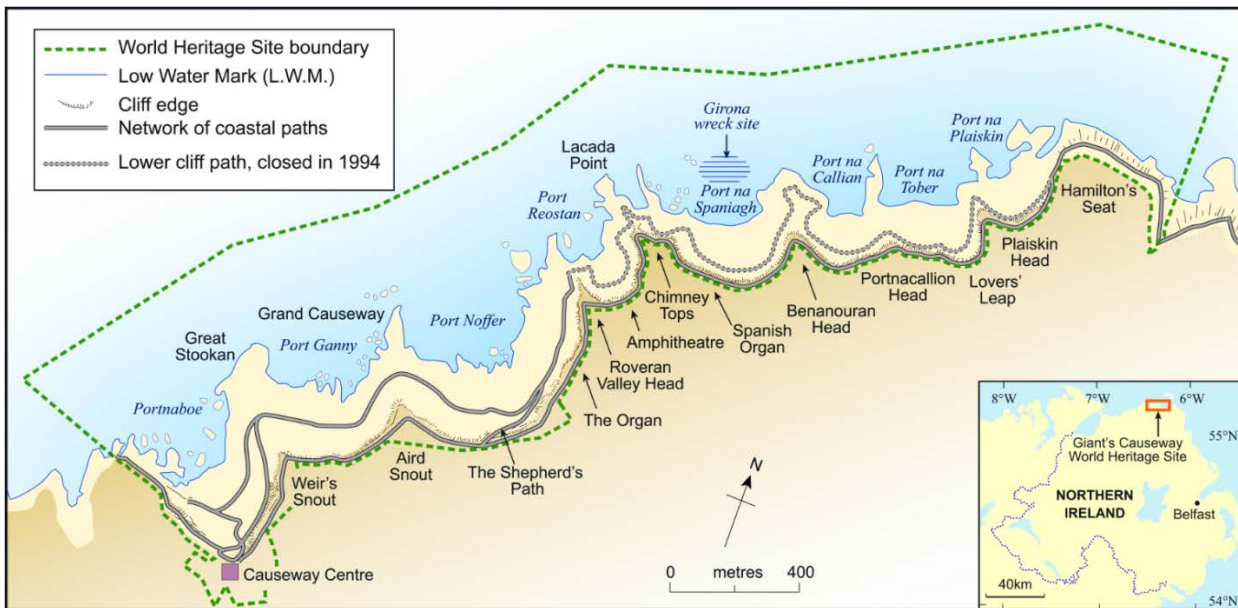 World Heritage Site boundary
Low Water Mark (L.W.M.)
Cliff edge
Network of coastal paths
Lower cliff path, closed in 1994
Girona
wreck site
Port na
Plaiskin
Lacada
Point
Port na
Callian
Port na
Tober
Port
Reostan
Port na
Spaniagh
Hamilton's
Seat
Plaiskin
Head
Portnacallion
Head
Lovers'
Leap
Chimney
Tops
Benanouran
Head
Spanish
Organ
Amphitheatre
Grand Causeway
Port Noffer
Great
Stookan
Port Ganny
Roveran
Valley Head
Portnaboe
The Organ
Aird
Snout
The Shepherd's
Path
Weir's
Snout
Causeway Centre
N
0 metres 400
8°W
7°W
6°W
55°N
Giant's Causeway
World Heritage Site
NORTHERN
IRELAND
Belfast
40km
54°N